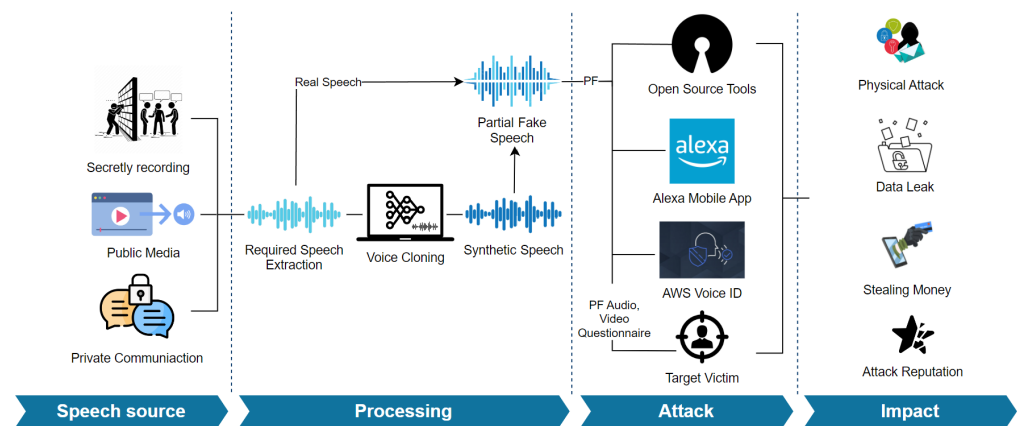 Secretly recording
Public Media
Private Communiaction
Real Speech
Required Speech
Extraction
Voice Cloning
Synthetic Speech
Partial Fake
Speech
PF
Open Source Tools
alexa
Alexa Mobile App
AWS Voice ID
PF Audio,
Video
Questionnaire
Target Victim
Physical Attack
Data Leak
Stealing Money
Attack Reputation
Speech source
Processing
Attack
Impact